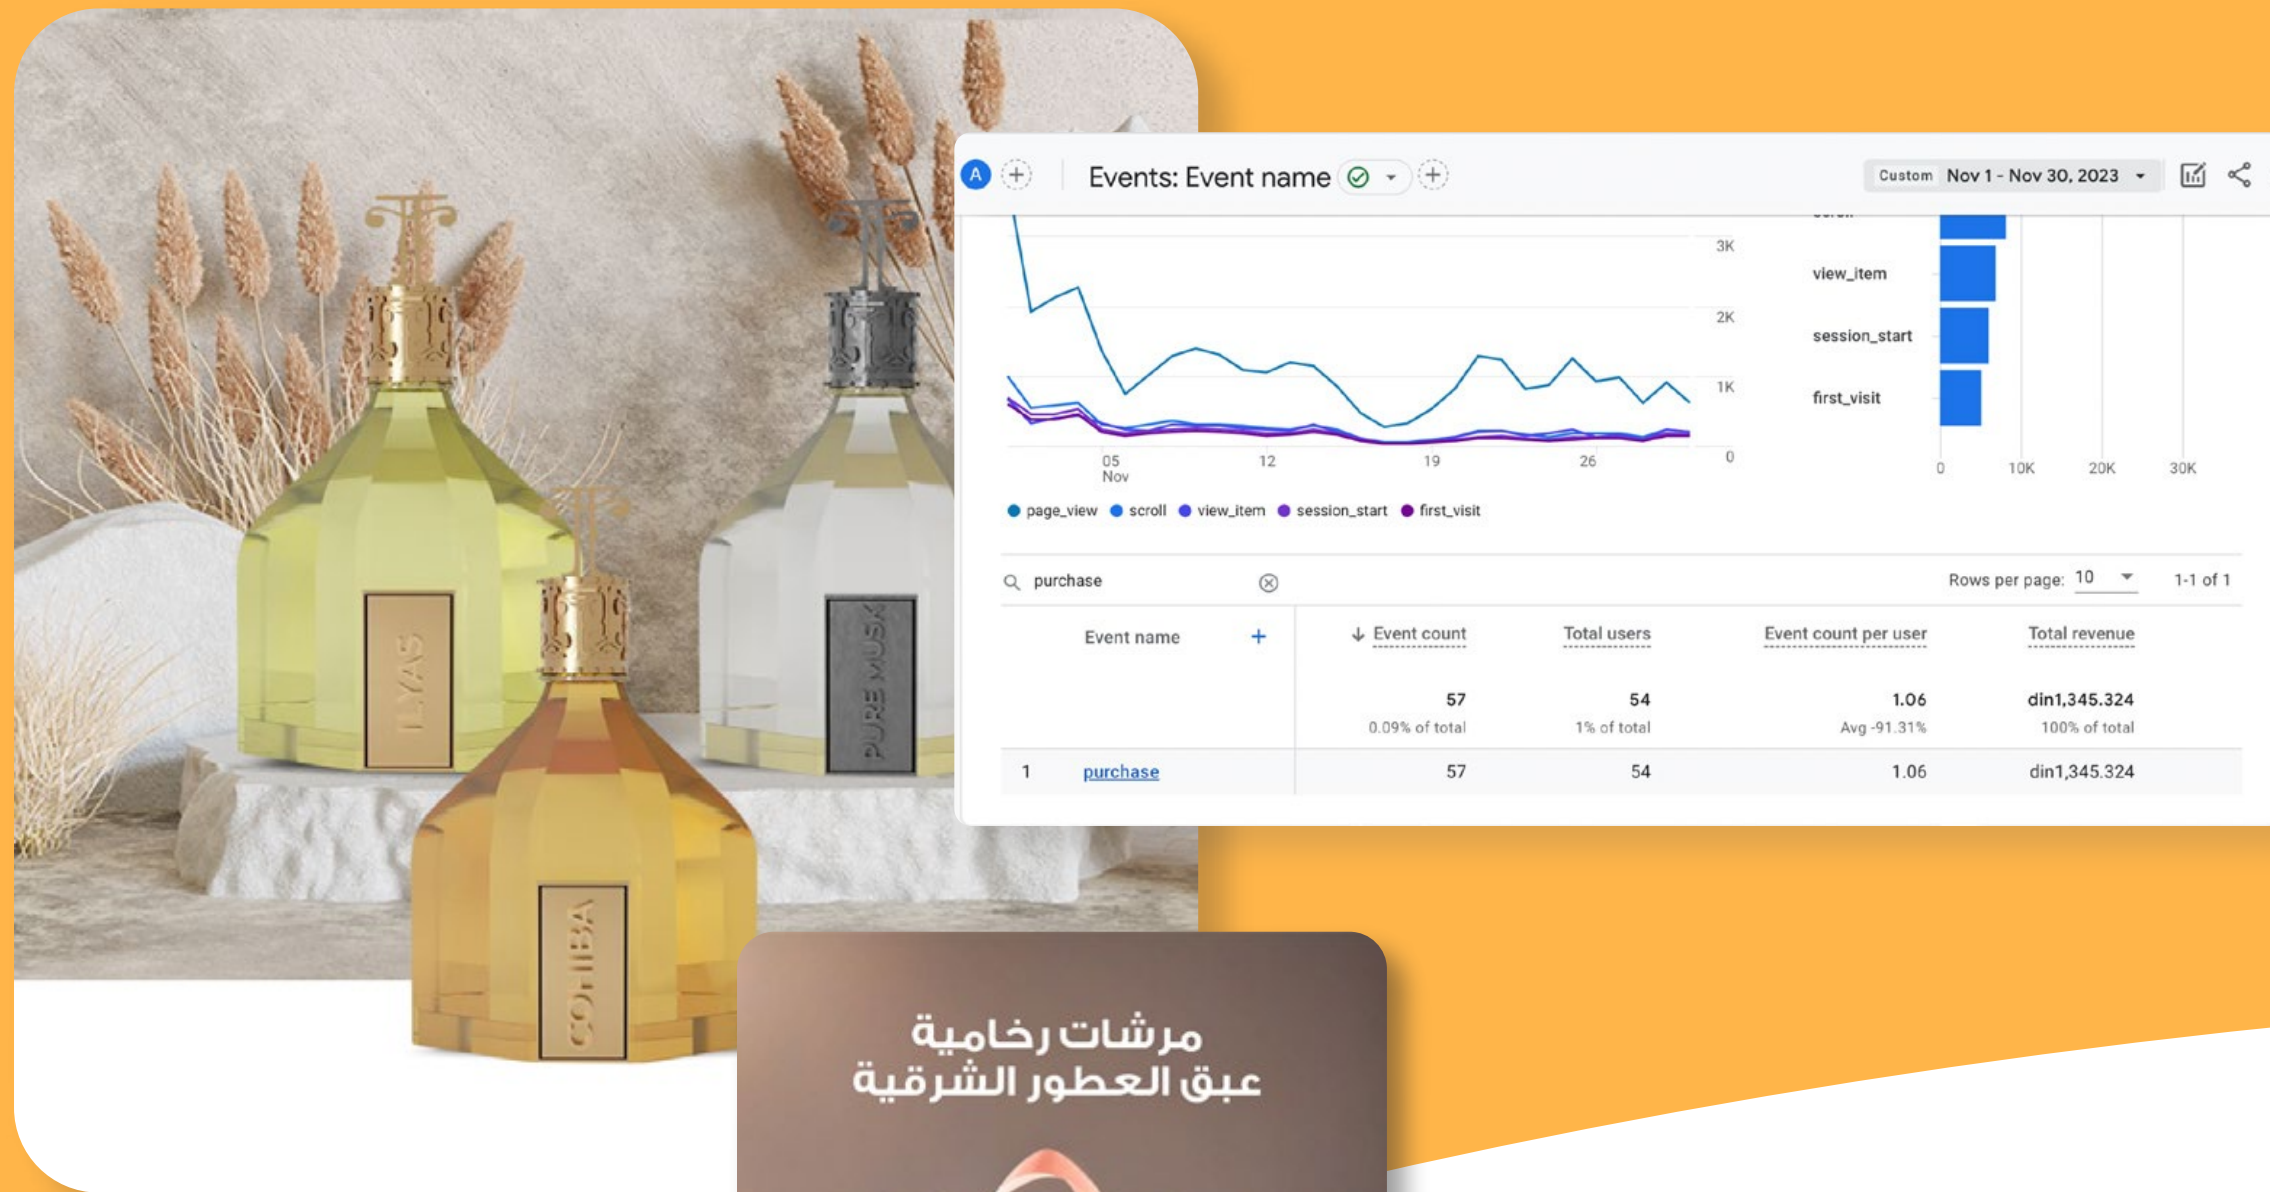 ILYAS
PURE MUSK
COHIBA
A
Events: Event name
Custom Nov 1 - Nov 30, 2023
3K
2K
1K
0
05
Nov
12
19
26
page_view scroll view_item session_start first_visit
view_item
session_start
first_visit
0 10K 20K 30K
purchase
Rows per page: 10 1-1 of 1
Event name + Event count Total users Event count per user Total revenue
57 54 1.06 din1,345.324
0.09% of total 1% of total Avg -91.31% 100% of total
1 purchase 57 54 1.06 din1,345.324
مرشات رخامية
عبق العطور الشرقية